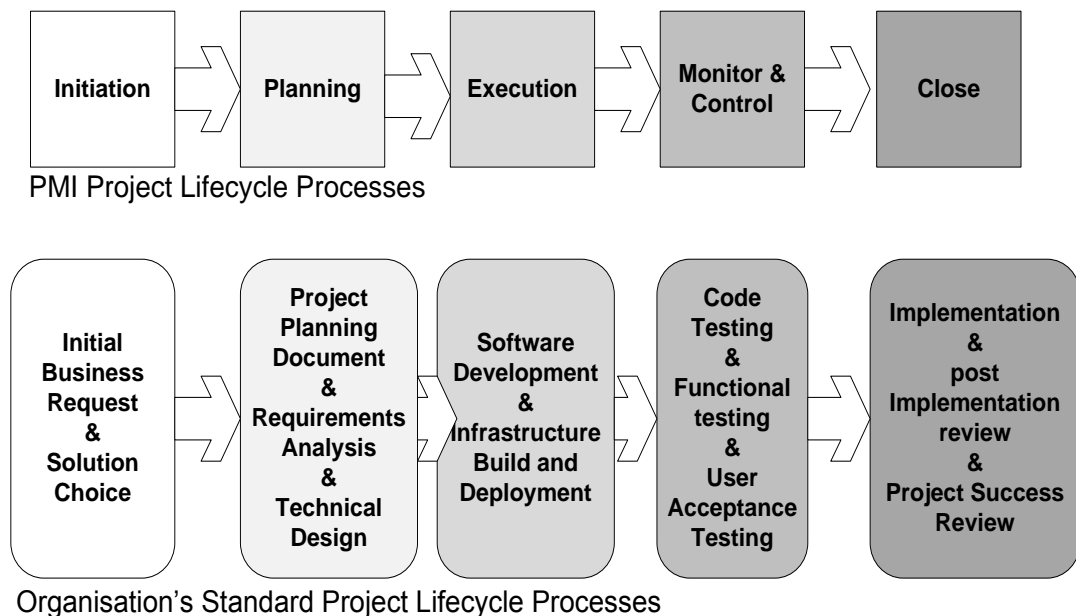 Initiation
Planning
Execution
Monitor &
Control
Close
PMI Project Lifecycle Processes
Initial
Business
Request
&
Solution
Choice
Project
Planning
Document
&
Requirements
Analysis
&
Technical
Design
Software
Development
&
Infrastructure
Build and
Deployment
Code
Testing
&
Functional
testing
&
User
Acceptance
Testing
Implementation
&
post
Implementation
review
&
Project Success
Review
Organisation's Standard Project Lifecycle Processes